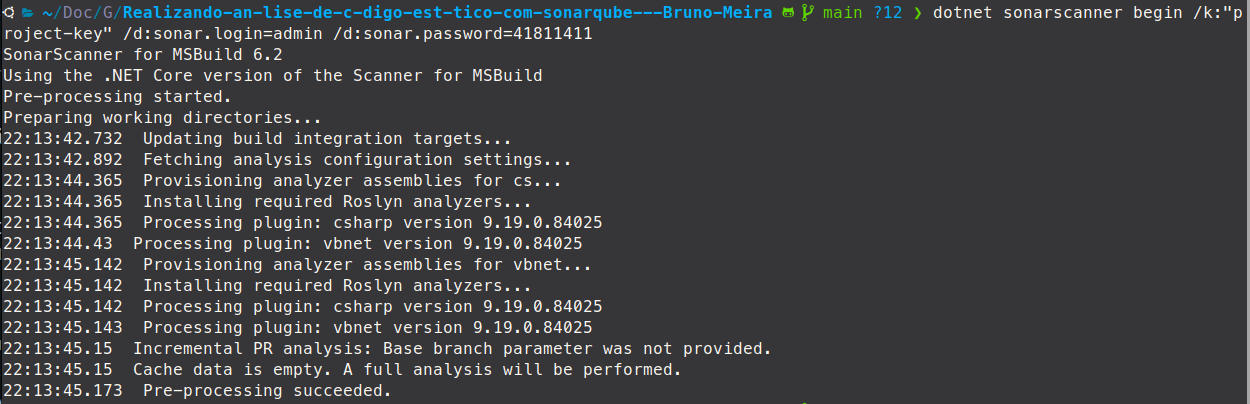 ~/Doc/G/Realizando-an-lise-de-c-digo-est-tico-com-sonarqube---Bruno-Meira main ?12 ❯ dotnet sonarscanner begin /k:"p
roject-key" /d:sonar.login=admin /d:sonar.password=41811411
SonarScanner for MSBuild 6.2
Using the .NET Core version of the Scanner for MSBuild
Pre-processing started.
Preparing working directories...
22:13:42.732  Updating build integration targets...
22:13:42.892  Fetching analysis configuration settings...
22:13:44.365  Provisioning analyzer assemblies for cs...
22:13:44.365  Installing required Roslyn analyzers...
22:13:44.365  Processing plugin: csharp version 9.19.0.84025
22:13:44.43  Processing plugin: vbnet version 9.19.0.84025
22:13:45.142  Provisioning analyzer assemblies for vbnet...
22:13:45.142  Installing required Roslyn analyzers...
22:13:45.142  Processing plugin: csharp version 9.19.0.84025
22:13:45.143  Processing plugin: vbnet version 9.19.0.84025
22:13:45.15  Incremental PR analysis: Base branch parameter was not provided.
22:13:45.15  Cache data is empty. A full analysis will be performed.
22:13:45.173  Pre-processing succeeded.